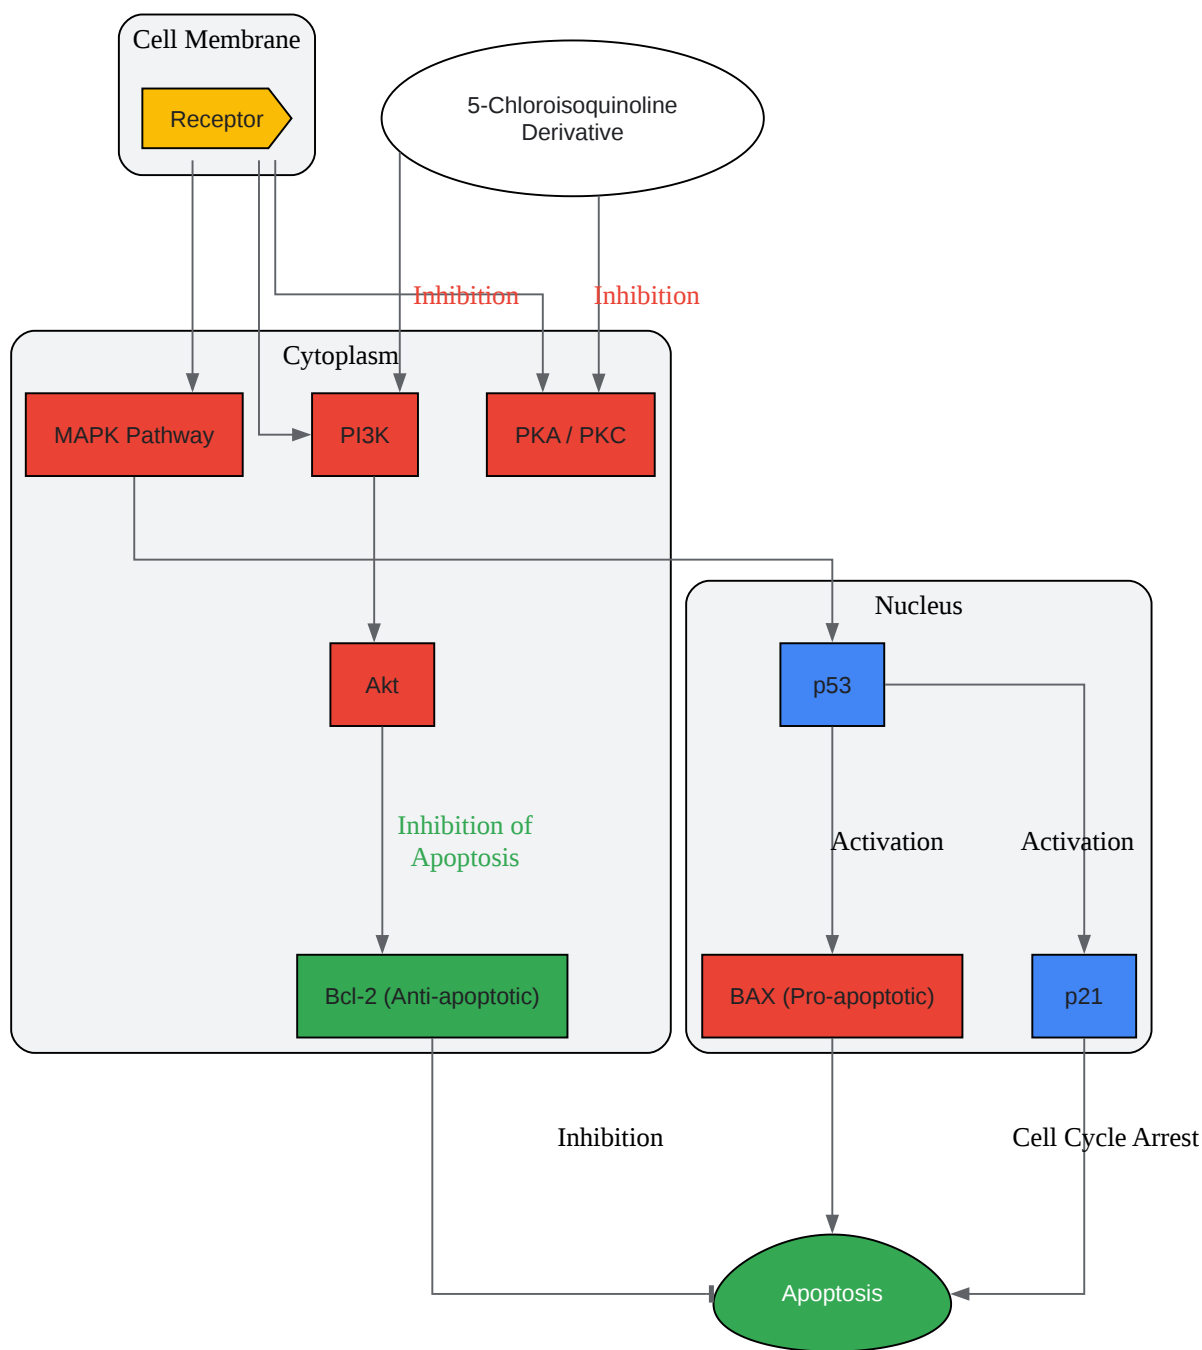 Cell Membrane
Receptor
5-Chloroisoquinoline
Derivative
Inhibition
Inhibition
Cytoplasm
MAPK Pathway
PI3K
PKA / PKC
Nucleus
Akt
p53
Inhibition of
Apoptosis
Activation
Activation
Bcl-2 (Anti-apoptotic)
BAX (Pro-apoptotic)
p21
Inhibition
Cell Cycle Arrest
Apoptosis